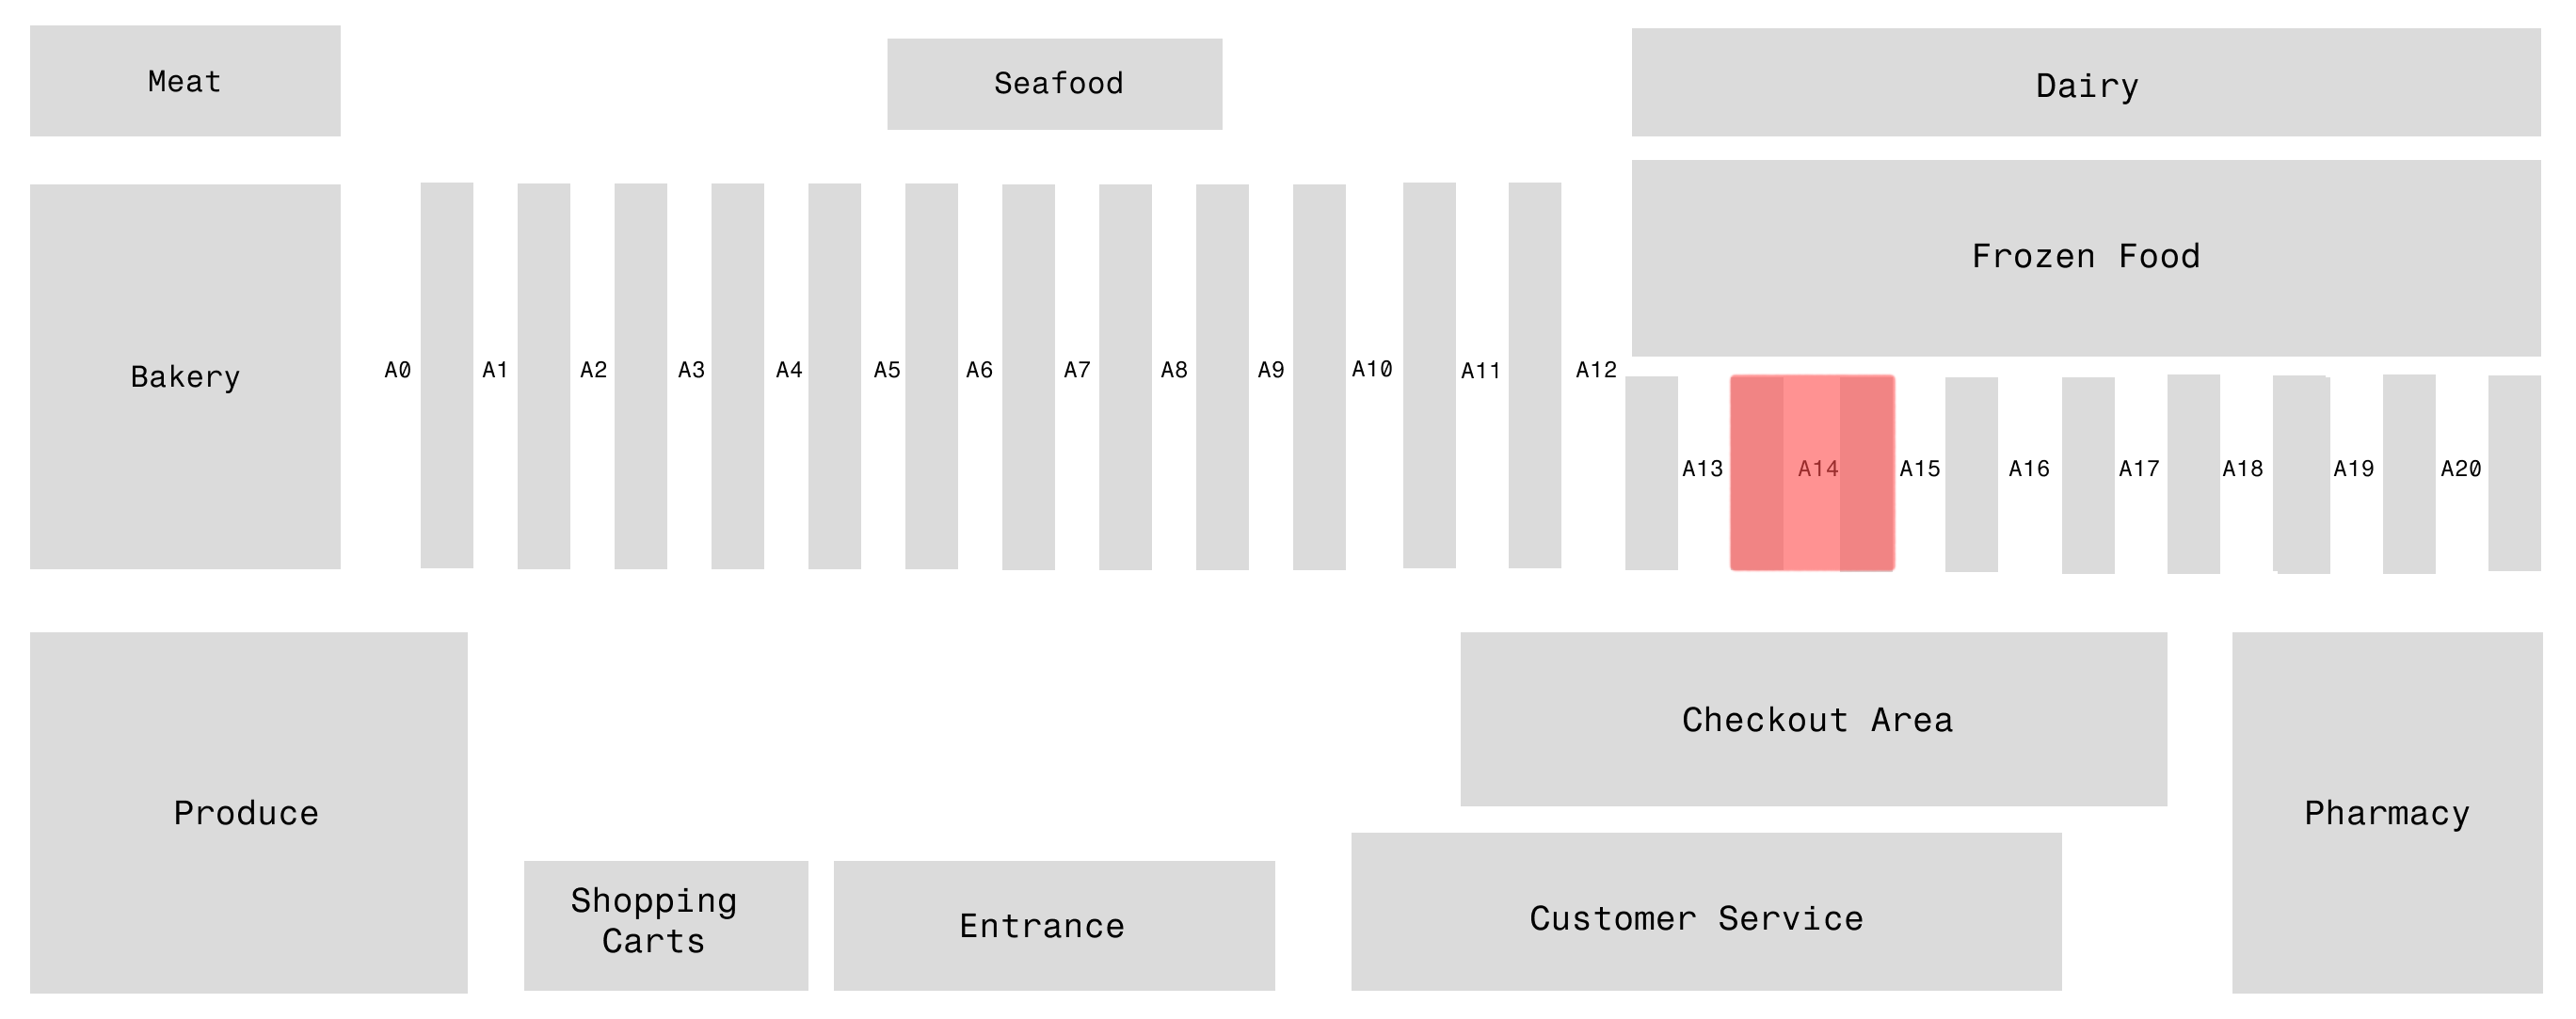 Meat
Seafood
Dairy
Frozen Food
Bakery
A0
A1
A2
A3
A4
A5
A6
A7
A8
A9
A10
A11
A12
A13
A14
A15
A16
A17
A18
A19
A20
Checkout Area
Produce
Pharmacy
Shopping
Carts
Entrance
Customer Service